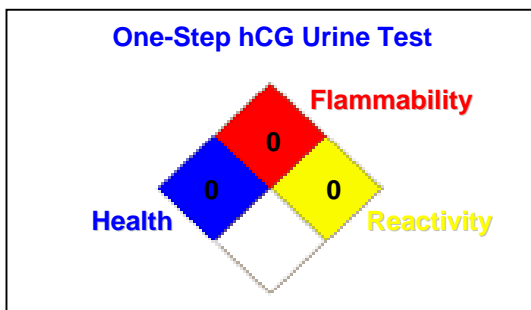 One-Step hCG Urine Test
Flammability
0
0 0
Health Reactivity